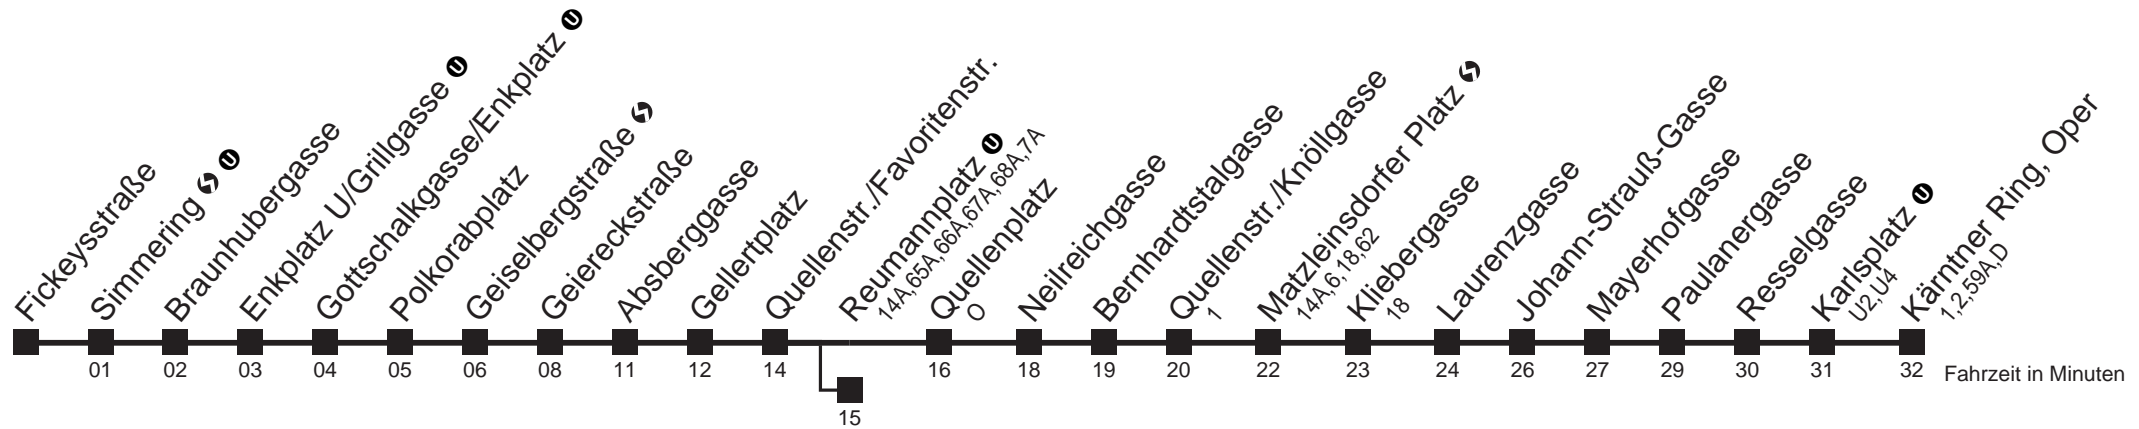 Fickeysstraße
Simmering
Braunhubergasse
Enkplatz U/Grillgasse U
Gottschalkgasse/Enkplatz U
Polkorabplatz
Geiselbergstraße
Geiereckstraße
Absberggasse
Gellertplatz
Quellenstr./Favoritenstr.
Reumannplatz U
14A,65A,66A,67A,68A,7A
Quellenplatz
O
Neilreichgasse
Bernhardtstalgasse
Quellenstr./Knöllgasse
1
Matzleinsdorfer Platz
14A,6,18,62
Kliebergasse
18
Laurenzgasse
Johann-Strauß-Gasse
Mayerhofgasse
Paulanergasse
Resselgasse
Karlsplatz U
U2,U4
Kärntner Ring, Oper
1,2,59A,D
01 02 03 04 05 06 08 11 12 14 16 18 19 20 22 23 24 26 27 29 30 31 32 Fahrzeit in Minuten
15